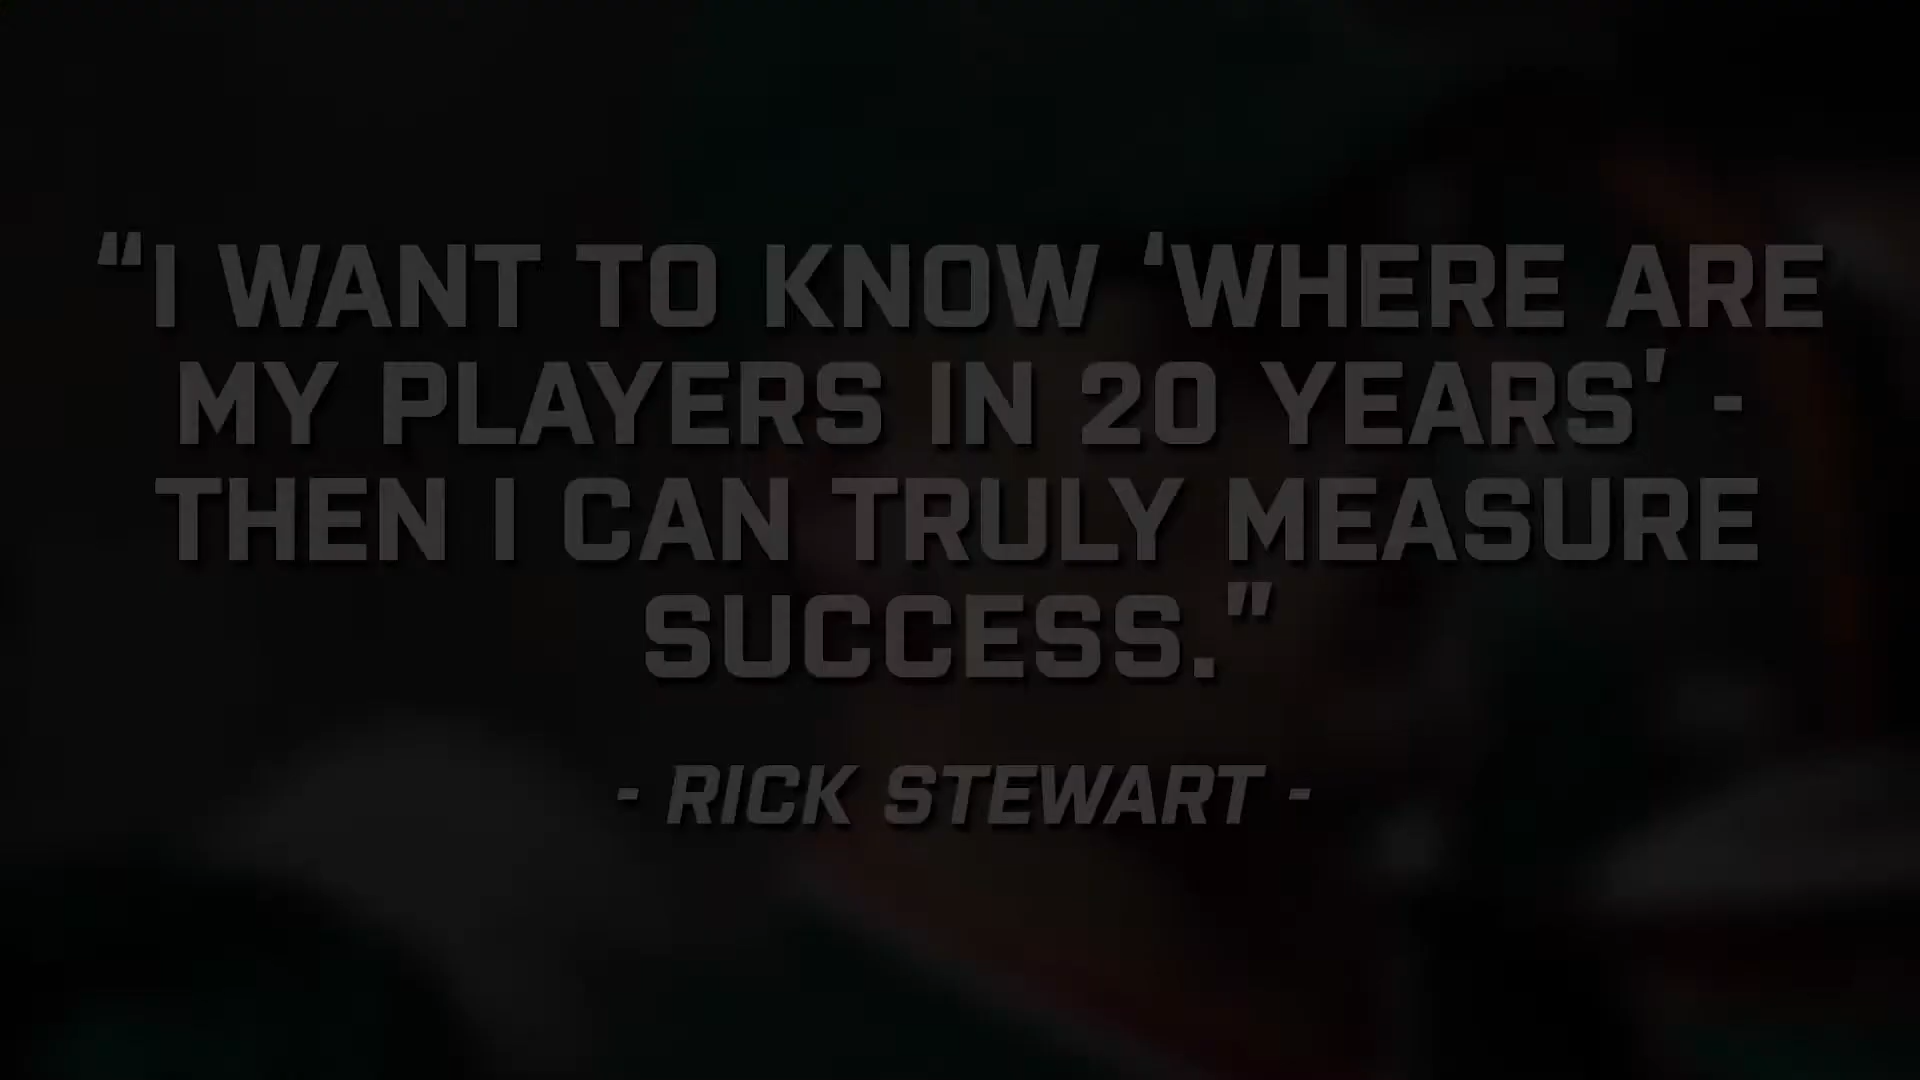 “I WANT TO KNOW ‘WHERE ARE
MY PLAYERS IN 20 YEARS’ -
THEN I CAN TRULY MEASURE
SUCCESS.”
- RICK STEWART -